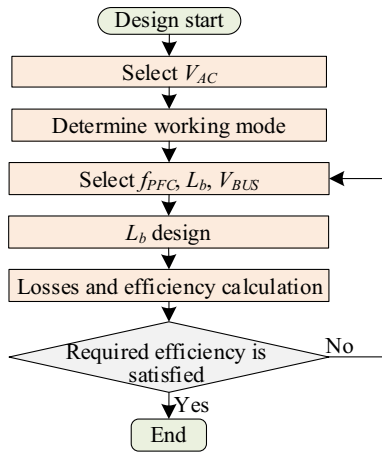 Design start
Select V_AC
Determine working mode
Select f_PFC, L_b, V_BUS
L_b design
Losses and efficiency calculation
Required efficiency is
satisfied
No
Yes
End